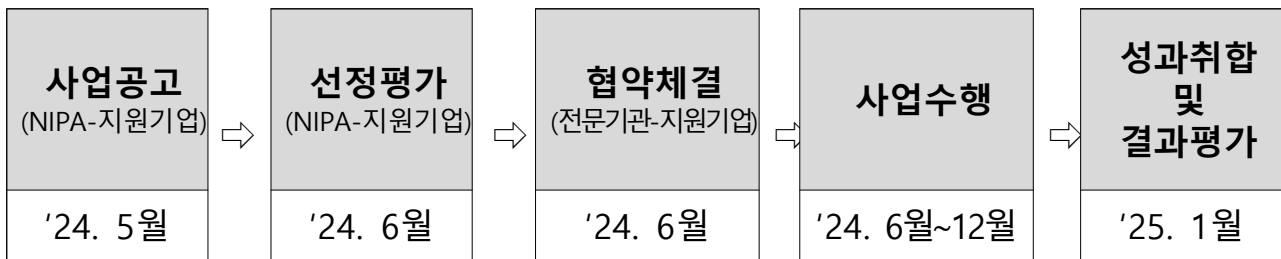 사업공고
(NIPA-지원기업)
⇨
선정평가
(NIPA-지원기업)
⇨
협약체결
(전문기관-지원기업)
⇨
사업수행
⇨
성과취합
및
결과평가
'24. 5월
'24. 6월
'24. 6월
'24. 6월~12월
'25. 1월